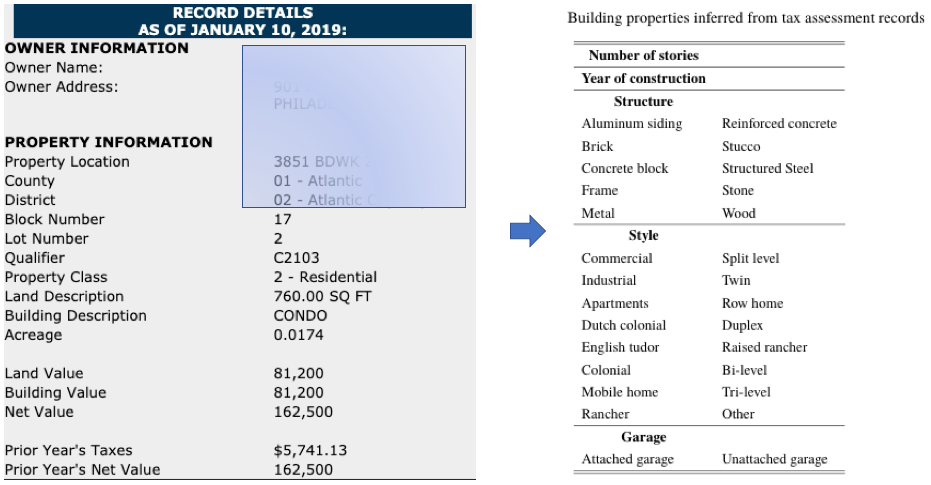 RECORD DETAILS
AS OF JANUARY 10, 2019:
OWNER INFORMATION
Owner Name:
Owner Address: 901
PHILAD
PROPERTY INFORMATION
Property Location 3851 BDWK
County 01 - Atlantic
District 02 - Atlantic C
Block Number 17
Lot Number 2
Qualifier C2103
Property Class 2 - Residential
Land Description 760.00 SQ FT
Building Description CONDO
Acreage 0.0174
Land Value 81,200
Building Value 81,200
Net Value 162,500
Prior Year's Taxes $5,741.13
Prior Year's Net Value 162,500
Building properties inferred from tax assessment records
Number of stories
Year of construction
Structure
Aluminum siding Reinforced concrete
Brick Stucco
Concrete block Structured Steel
Frame Stone
Metal Wood
Style
Commercial Split level
Industrial Twin
Apartments Row home
Dutch colonial Duplex
English tudor Raised rancher
Colonial Bi-level
Mobile home Tri-level
Rancher Other
Garage
Attached garage Unattached garage